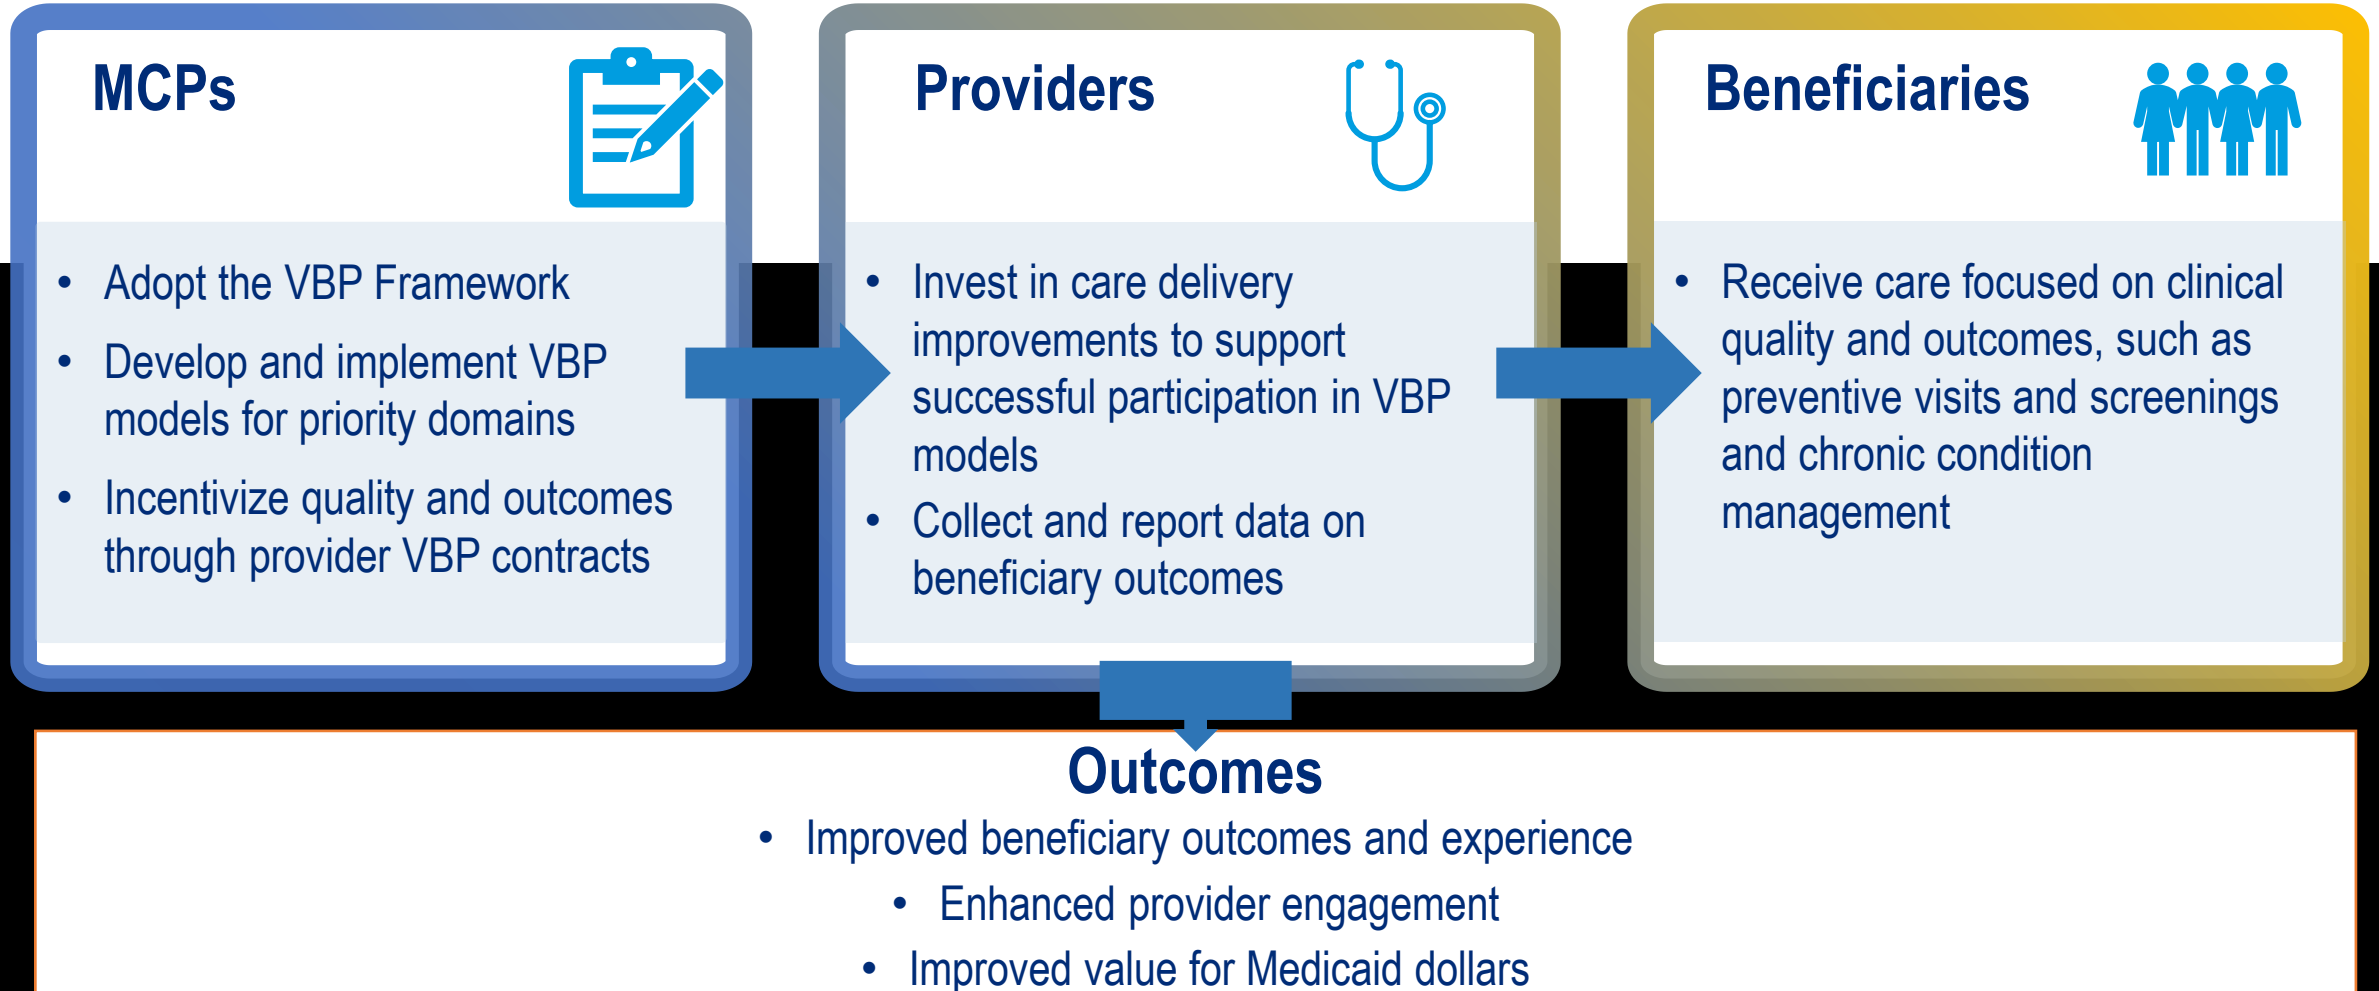 MCPs
• Adopt the VBP Framework
• Develop and implement VBP
models for priority domains
• Incentivize quality and outcomes
through provider VBP contracts
Providers
• Invest in care delivery
improvements to support
successful participation in VBP
models
• Collect and report data on
beneficiary outcomes
Beneficiaries
• Receive care focused on clinical
quality and outcomes, such as
preventive visits and screenings
and chronic condition
management
Outcomes
• Improved beneficiary outcomes and experience
• Enhanced provider engagement
• Improved value for Medicaid dollars